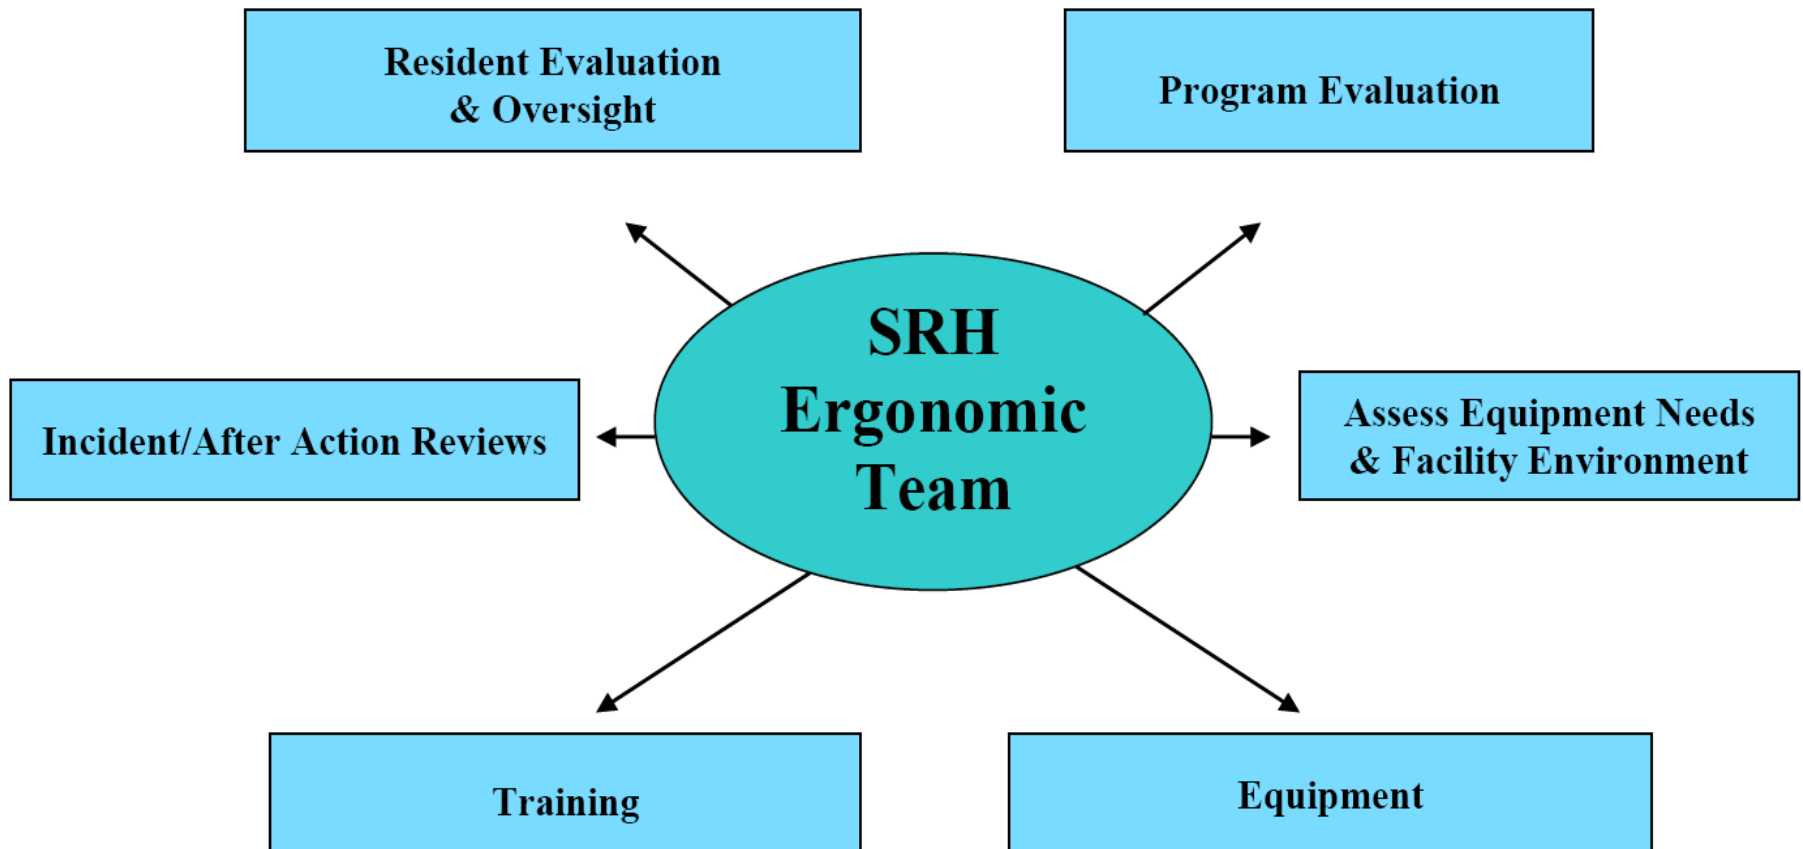 Resident Evaluation
& Oversight
Program Evaluation
SRH
Ergonomic
Team
Incident/After Action Reviews
Assess Equipment Needs
& Facility Environment
Training
Equipment